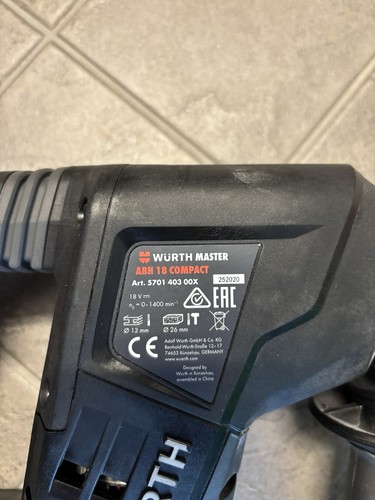 WÜRTH MASTER
ABH 18 COMPACT
Art. 5701 403 00X
252020
18 V
n₀ = 0-1400 min⁻¹
EAC
Ø 13 mm
Ø 26 mm
CE
Adolf Würth GmbH & Co. KG
Reinhold-Würth-Straße 12 - 17
74653 Künzelsau, GERMANY
www.wuerth.com
Designed by
Würth in Künzelsau,
assembled in China
RTH